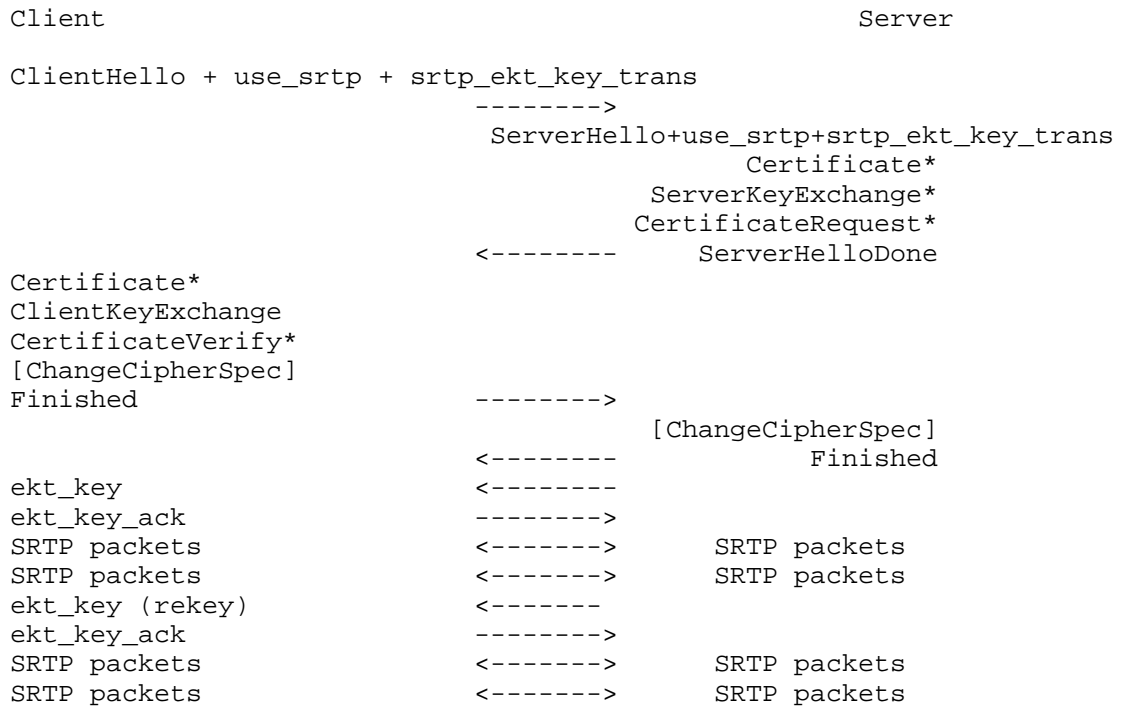 Client Server
ClientHello + use_srtp + srtp_ekt_key_trans
-------->
ServerHello+use_srtp+srtp_ekt_key_trans
Certificate*
ServerKeyExchange*
CertificateRequest*
<-------- ServerHelloDone
Certificate*
ClientKeyExchange
CertificateVerify*
[ChangeCipherSpec]
Finished -------->
[ChangeCipherSpec]
<-------- Finished
ekt_key <--------
ekt_key_ack -------->
SRTP packets <-------> SRTP packets
SRTP packets <-------> SRTP packets
ekt_key (rekey) <-------
ekt_key_ack -------->
SRTP packets <-------> SRTP packets
SRTP packets <-------> SRTP packets